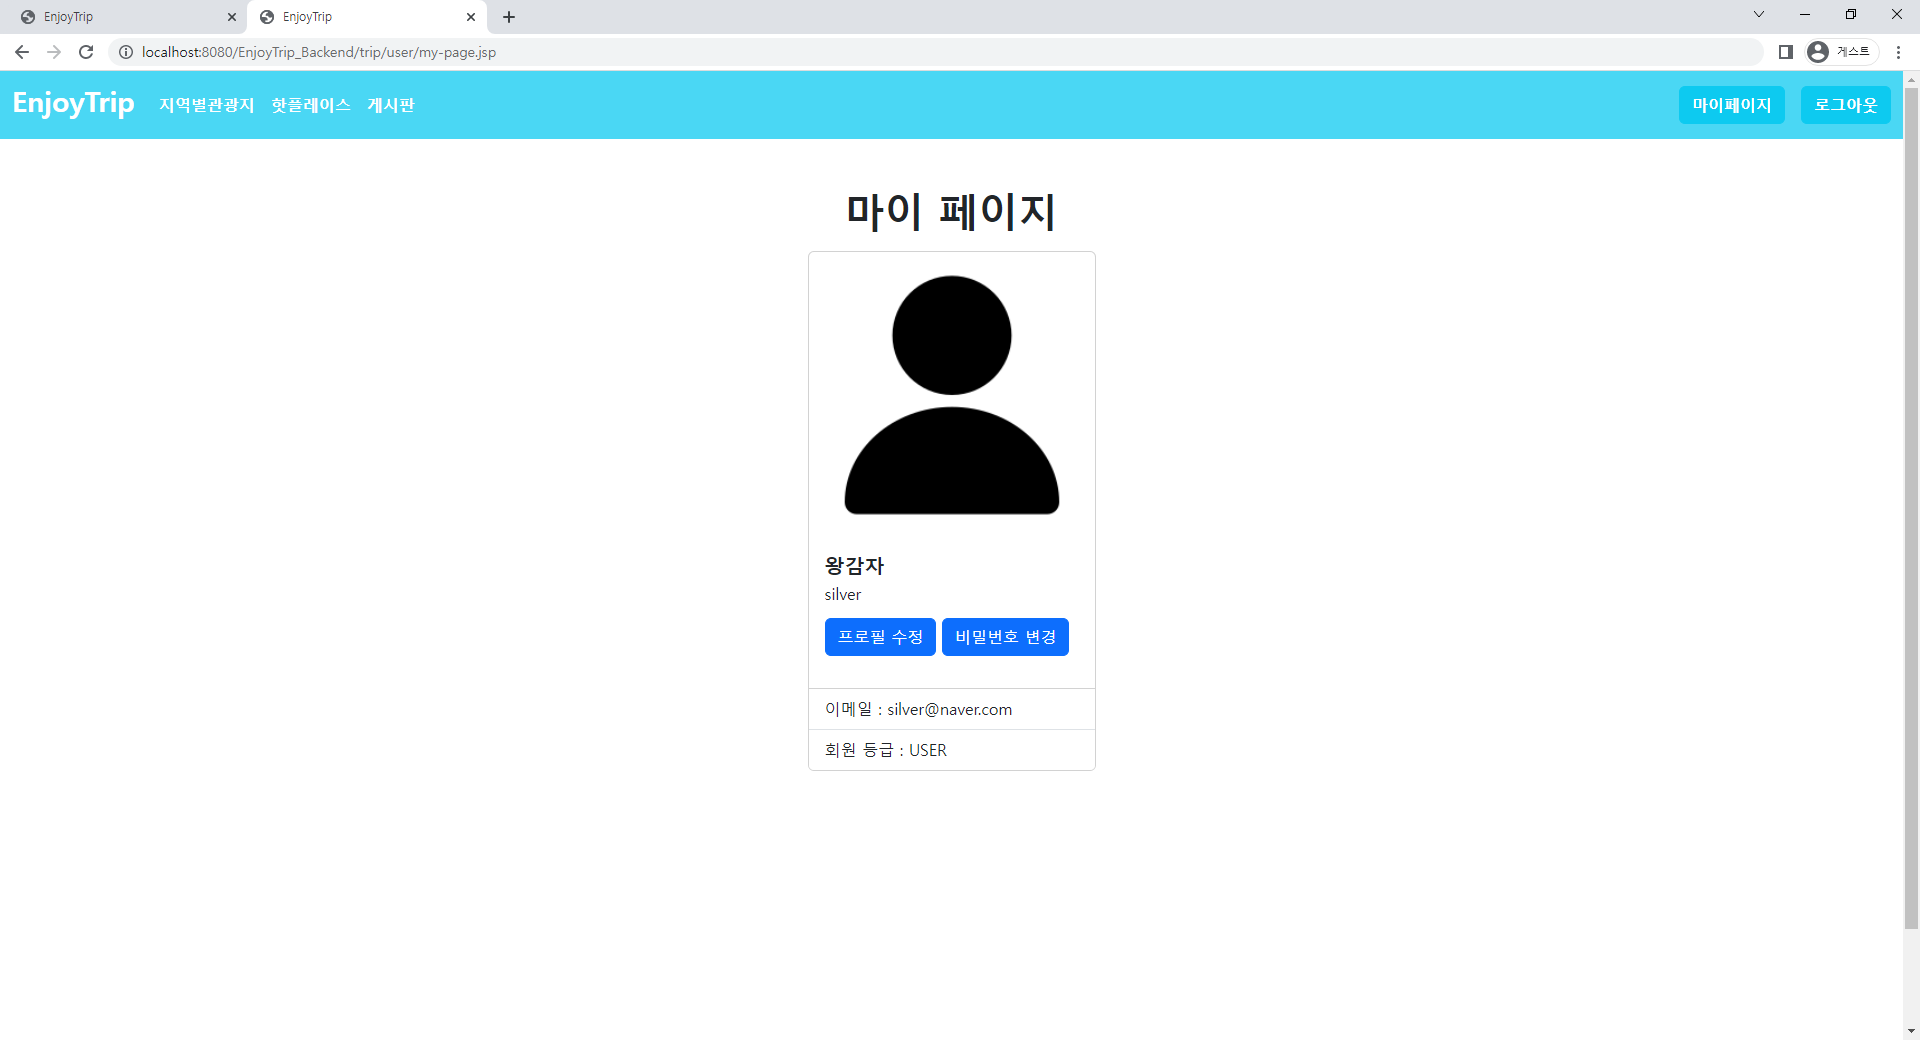 EnjoyTrip
EnjoyTrip
localhost:8080/EnjoyTrip_Backend/trip/user/my-page.jsp
게스트
EnjoyTrip 지역별관광지 핫플레이스 게시판 마이페이지 로그아웃
마이 페이지
왕감자
silver
프로필 수정 비밀번호 변경
이메일 : silver@naver.com
회원 등급 : USER